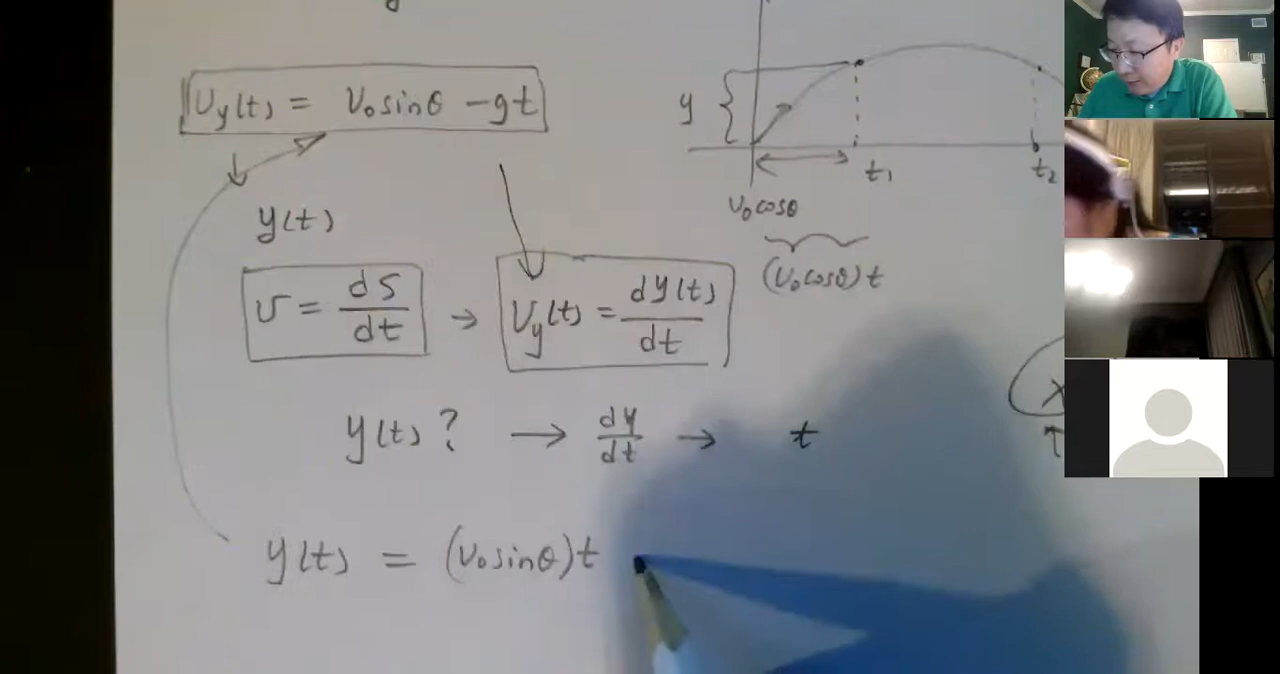 Vy(t) = V₀sinθ - gt
y
t₁
t₂
V₀cosθ
(V₀cosθ)t
y(t)
v = ds/dt → Vy(t) = dy(t)/dt
y(t)? → dy/dt → t
x
y(t) = (V₀sinθ)t